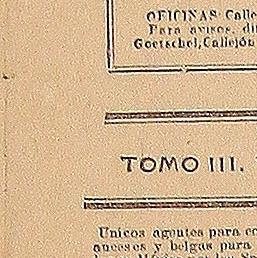 OFICINAS Calle
Para avisos, di
Goetschel, Callejón
TOMO III.
Unicos agentes para
anceses y belgas para